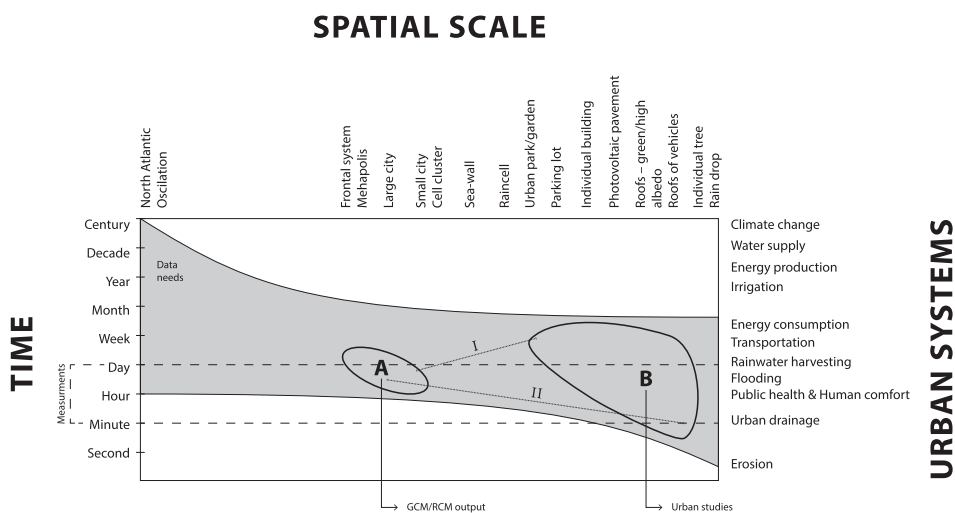 SPATIAL SCALE
North Atlantic
Oscilation
Frontal system
Mehapolis
Large city
Small city
Cell cluster
Sea-wall
Raincell
Urban park/garden
Parking lot
Individual building
Photovoltaic pavement
Roofs – green/high
albedo
Roofs of vehicles
Individual tree
Rain drop
TIME
Century
Decade
Year
Month
Week
Day
Hour
Minute
Second
Measurments
Data
needs
A
B
I
II
Climate change
Water supply
Energy production
Irrigation
Energy consumption
Transportation
Rainwater harvesting
Flooding
Public health & Human comfort
Urban drainage
Erosion
URBAN SYSTEMS
GCM/RCM output
Urban studies